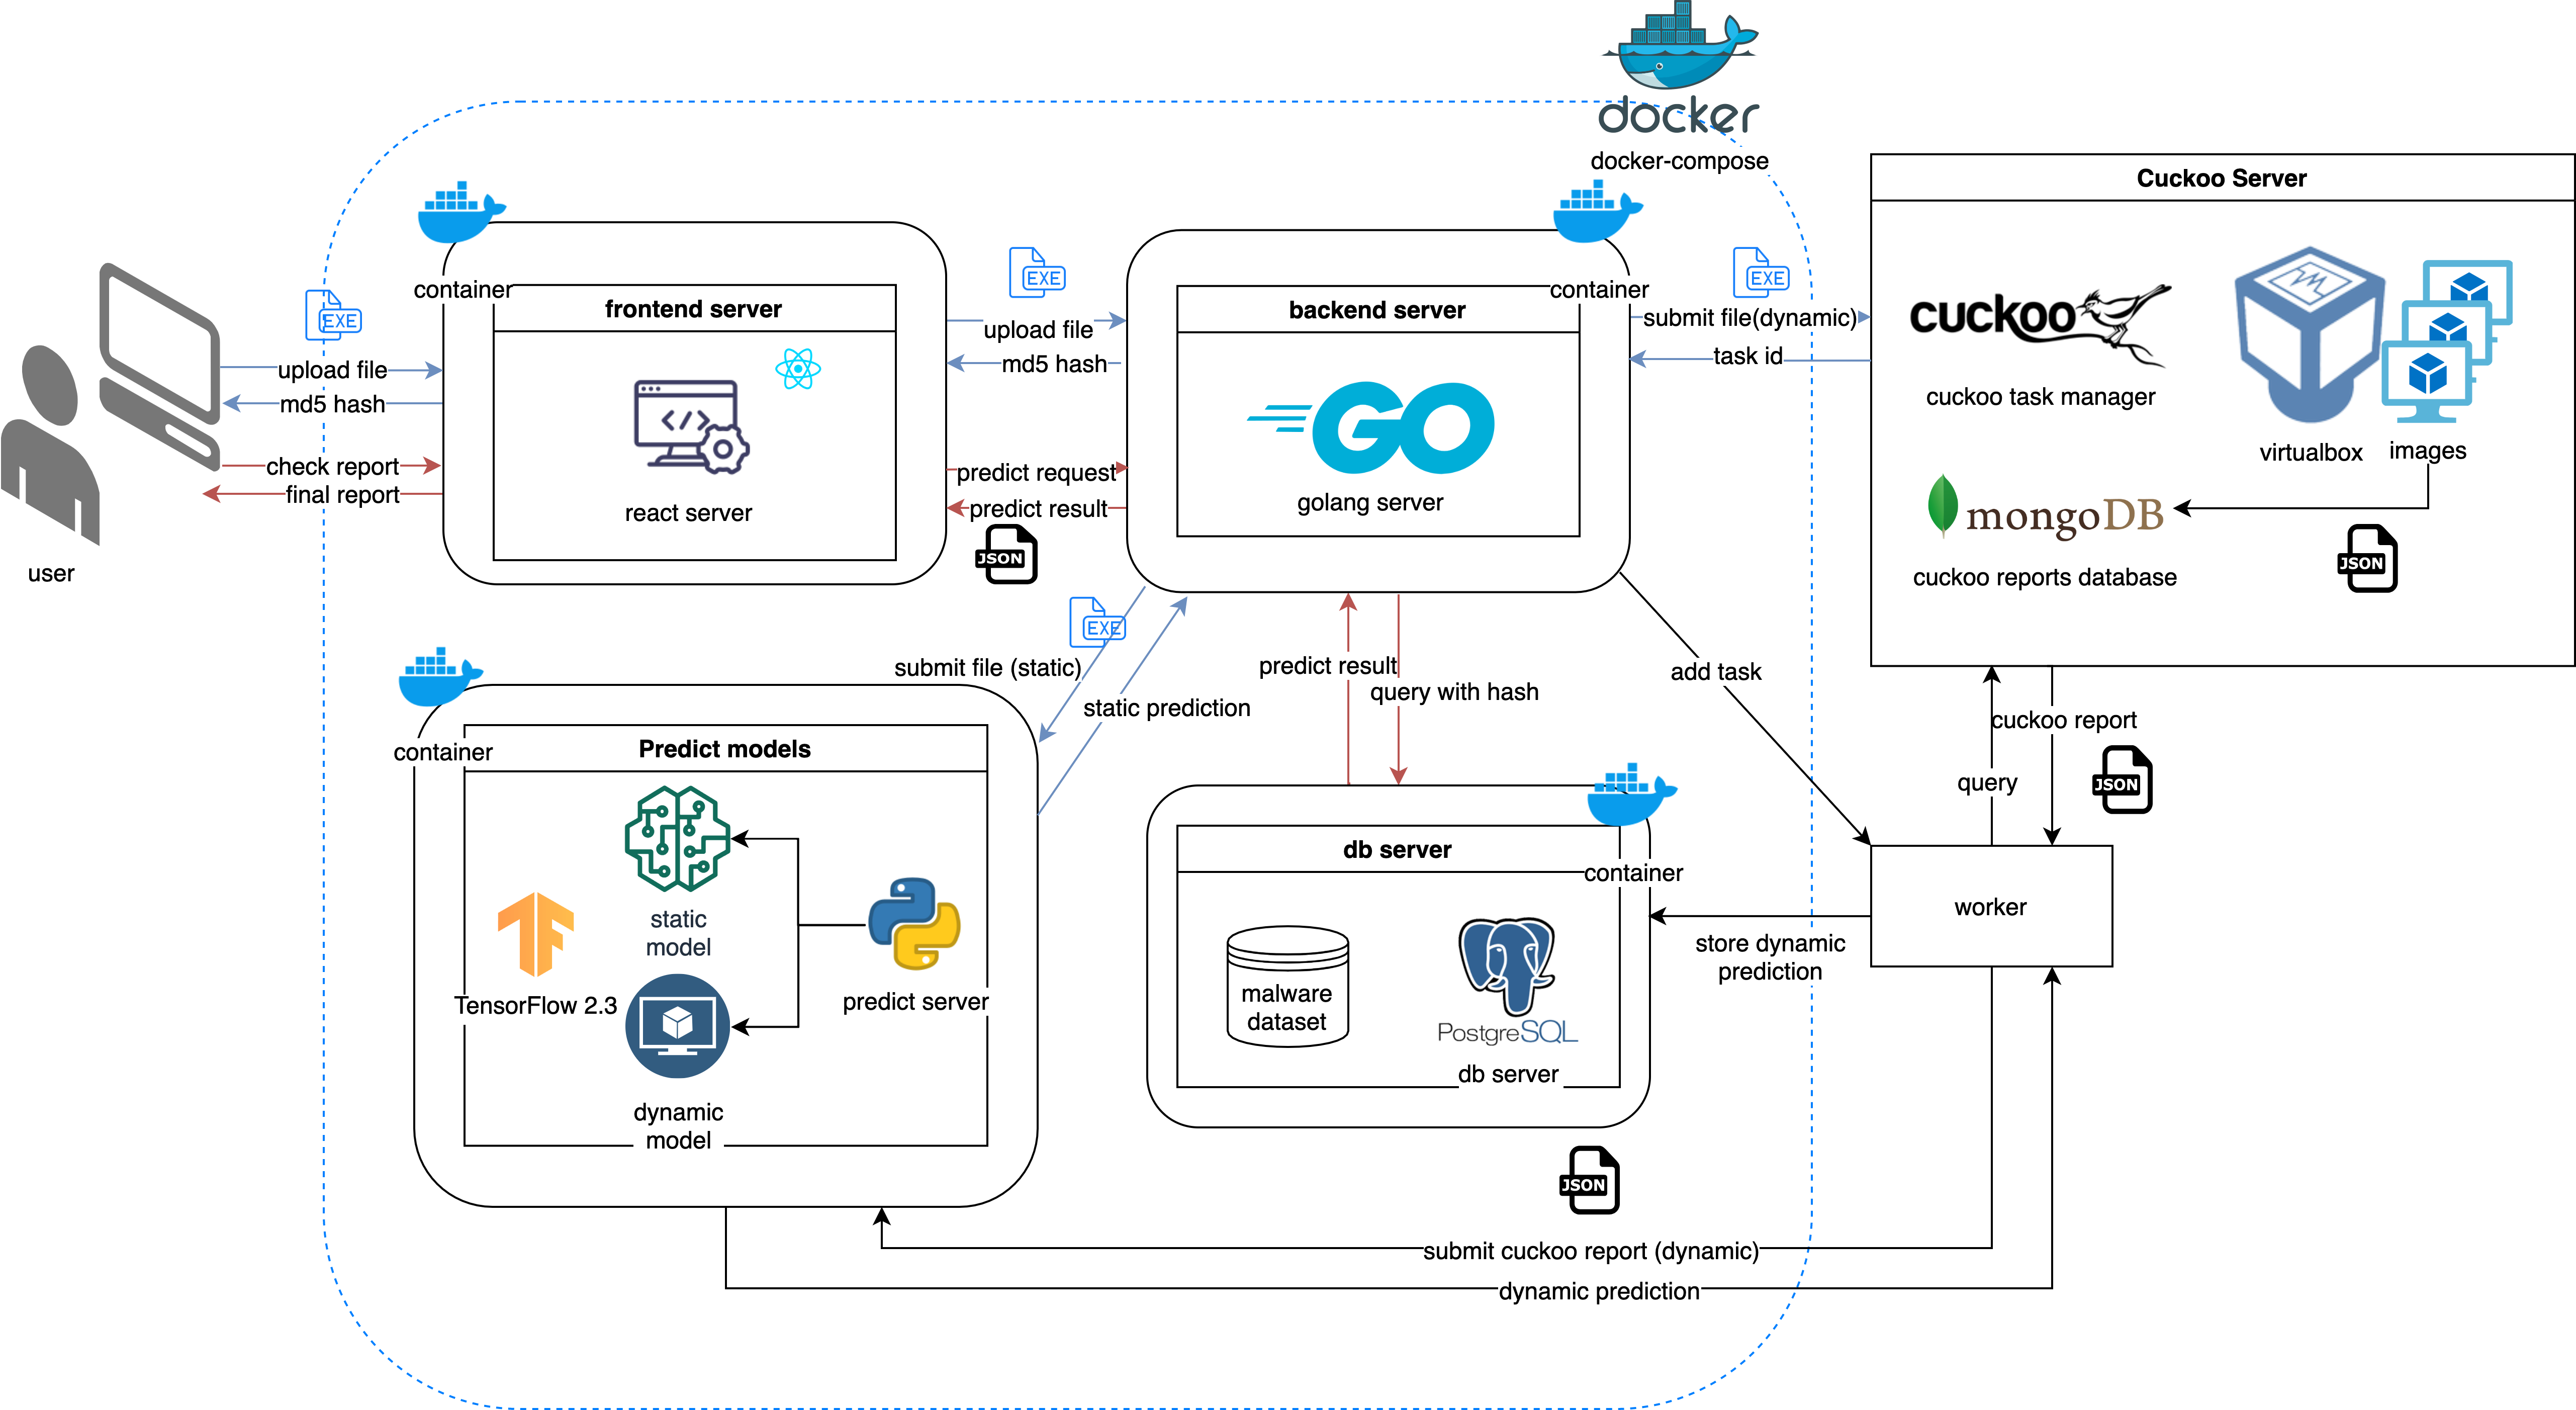 docker
docker-compose
Cuckoo Server
container
frontend server
react server
EXE
upload file
md5 hash
check report
final report
user
EXE
upload file
md5 hash
predict request
predict result
JSON
container
backend server
GO
golang server
EXE
submit file(dynamic)
task id
cuckoo
cuckoo task manager
virtualbox
images
mongoDB
cuckoo reports database
JSON
EXE
submit file (static)
static prediction
predict result
query with hash
add task
cuckoo report
query
JSON
container
Predict models
static
model
TensorFlow 2.3
predict server
dynamic
model
db server
container
malware
dataset
PostgreSQL
db server
worker
store dynamic
prediction
JSON
submit cuckoo report (dynamic)
dynamic prediction